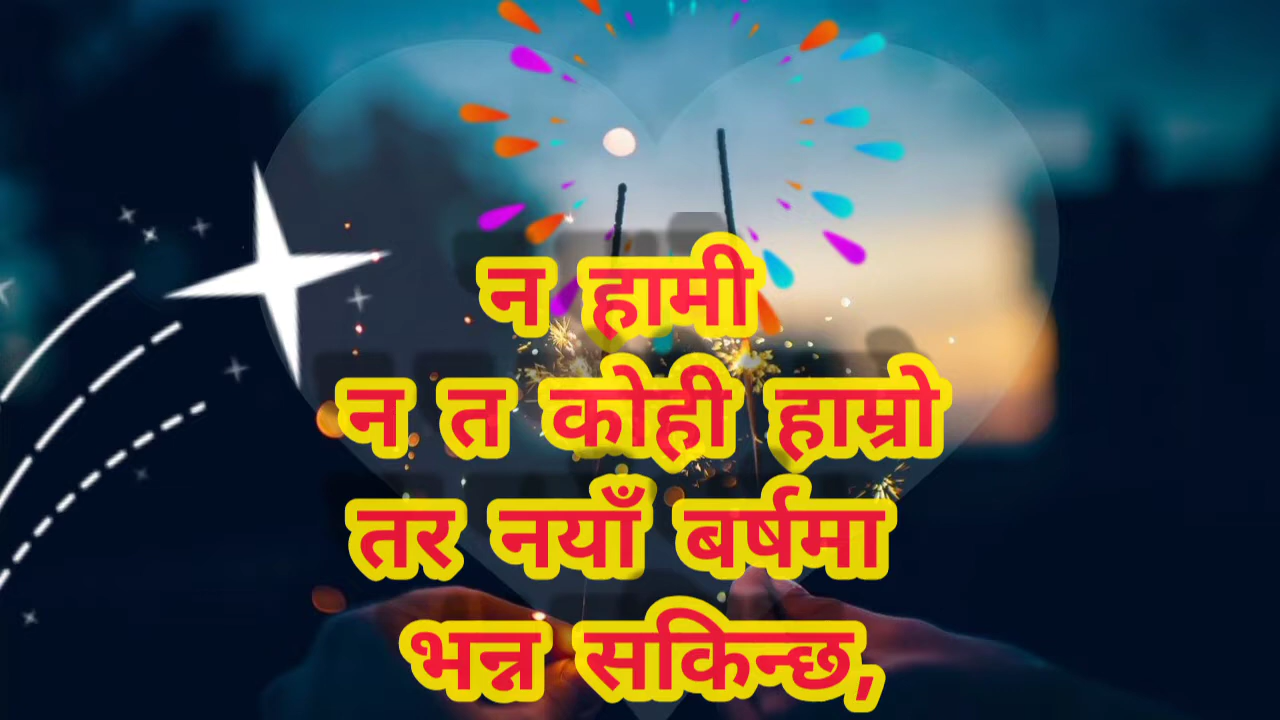 न हामी
न त कोही हाम्रो
तर नयाँ बर्षमा
भन्न सकिन्छ,